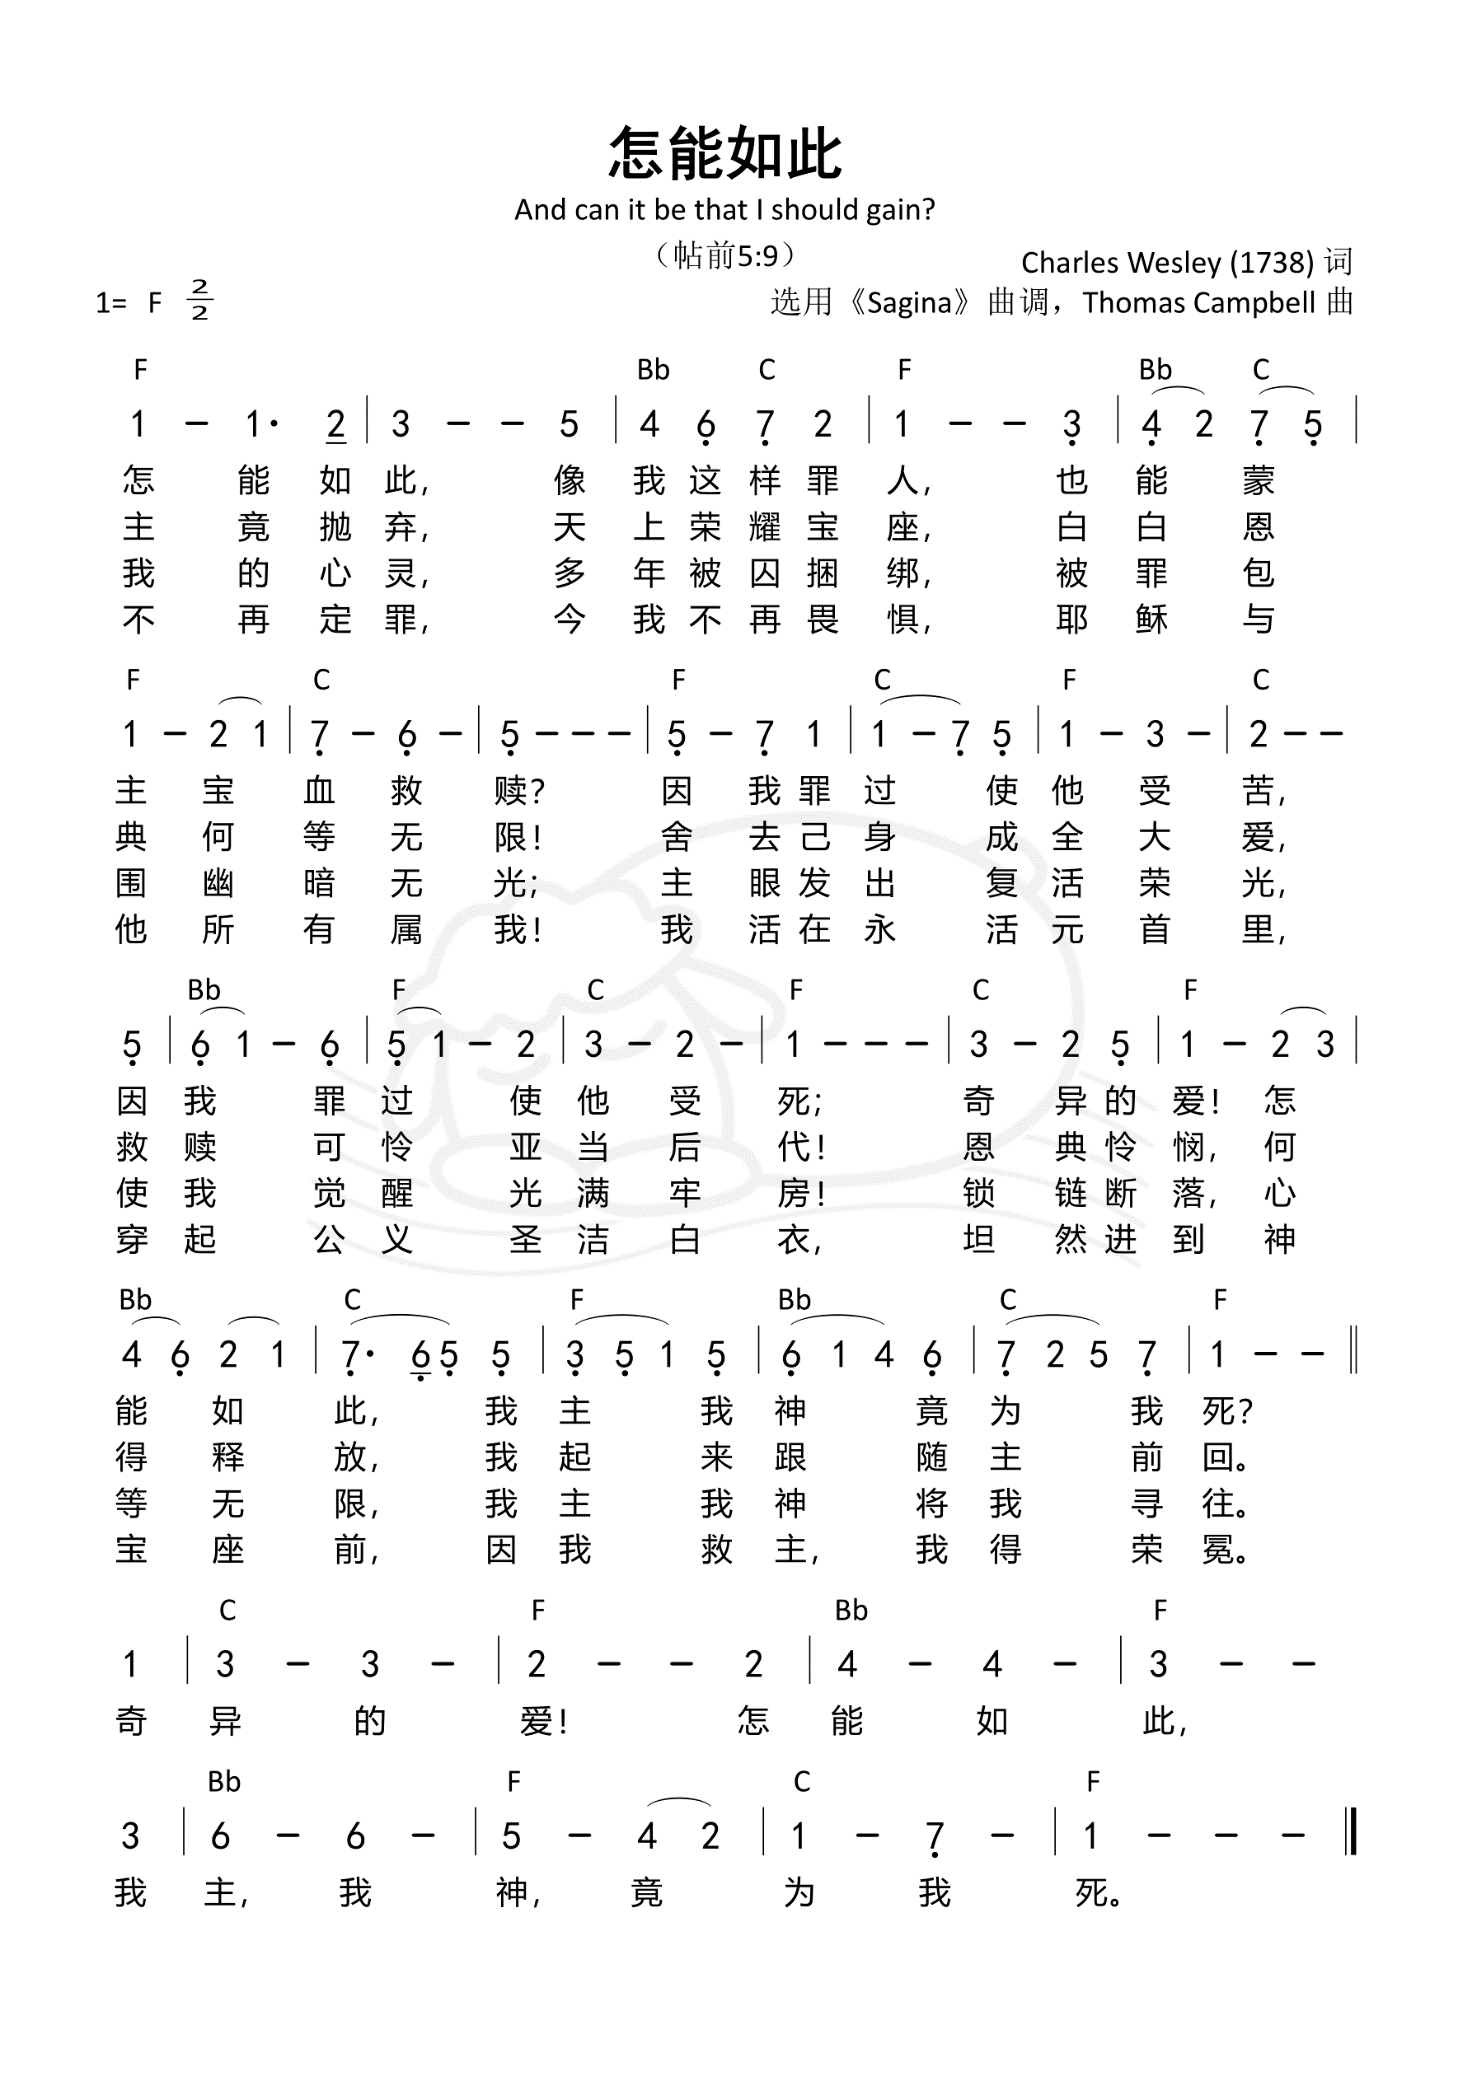 怎能如此
And can it be that I should gain?
（帖前5:9）
Charles Wesley (1738) 词
1= F 2/2
选用《Sagina》曲调，Thomas Campbell 曲
F Bb C F Bb C
1 – 1· 2 | 3 – – 5 | 4 6̣ 7̣ 2 | 1 – – 3̣ | 4̣ 2 7̣ 5̣ |
怎 能 如 此, 像 我 这 样 罪 人, 也 能 蒙
主 竟 抛 弃, 天 上 荣 耀 宝 座, 白 白 恩
我 的 心 灵, 多 年 被 囚 捆 绑, 被 罪 包
不 再 定 罪, 今 我 不 再 畏 惧, 耶 稣 与
F C F C F C
1 – 2 1 | 7̣ – 6̣ – | 5̣ – – – | 5̣ – 7̣ 1 | 1 – 7̣ 5̣ | 1 – 3 – | 2 – –
主 宝 血 救 赎? 因 我 罪 过 使 他 受 苦,
典 何 等 无 限! 舍 去 己 身 成 全 大 爱,
围 幽 暗 无 光; 主 眼 发 出 复 活 荣 光,
他 所 有 属 我! 我 活 在 永 活 元 首 里,
Bb F C F C F
5̣ | 6̣ 1 – 6̣ | 5̣ 1 – 2 | 3 – 2 – | 1 – – – | 3 – 2 5̣ | 1 – 2 3 |
因 我 罪 过 使 他 受 死; 奇 异 的 爱! 怎
救 赎 可 怜 亚 当 后 代! 恩 典 怜 悯, 何
使 我 觉 醒 光 满 牢 房! 锁 链 断 落, 心
穿 起 公 义 圣 洁 白 衣, 坦 然 进 到 神
Bb C F Bb C F
4 6̣ 2 1 | 7̣· 6̣ 5̣ 5̣ | 3̣ 5̣ 1 5̣ | 6̣ 1 4 6̣ | 7̣ 2 5 7̣ | 1 – – ||
能 如 此, 我 主 我 神 竟 为 我 死?
得 释 放, 我 起 来 跟 随 主 前 回。
等 无 限, 我 主 我 神 将 我 寻 往。
宝 座 前, 因 我 救 主, 我 得 荣 冕。
C F Bb F
1 | 3 – 3 – | 2 – – 2 | 4 – 4 – | 3 – –
奇 异 的 爱! 怎 能 如 此,
Bb F C F
3 | 6 – 6 – | 5 – 4 2 | 1 – 7̣ – | 1 – – – ||
我 主, 我 神, 竟 为 我 死。